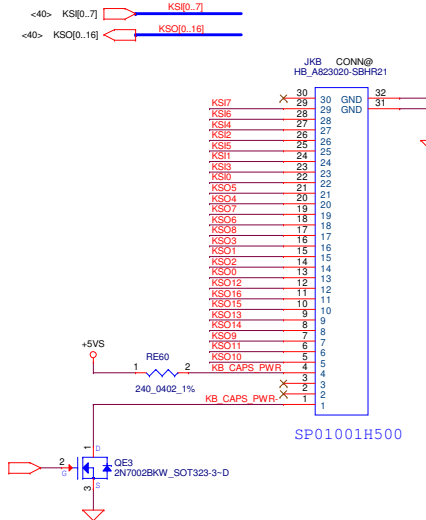 <40> KSI[0..7] KSI[0..7]
<40> KSO[0..16] KSO[0..16]
JKB CONN@
HB_A823020-SBHR21
30 30 GND 32
KSI7 29 29 GND 31
KSI6 28 28
KSI4 27 27
KSI2 26 26
KSI5 25 25
KSI1 24 24
KSI3 23 23
KSI0 22 22
KSO5 21 21
KSO4 20 20
KSO7 19 19
KSO6 18 18
KSO8 17 17
KSO3 16 16
KSO1 15 15
KSO2 14 14
KSO0 13 13
KSO12 12 12
KSO16 11 11
KSO15 10 10
KSO13 9 9
KSO14 8 8
KSO9 7 7
KSO11 6 6
KSO10 5 5
+5VS
RE60
1 2 KB_CAPS_PWR 4 4
240_0402_1%
3 3
2 2
KB_CAPS_PWR- 1 1
SP01001H500
1 D
2 G
QE3
2N7002BKW_SOT323-3~D
3 S